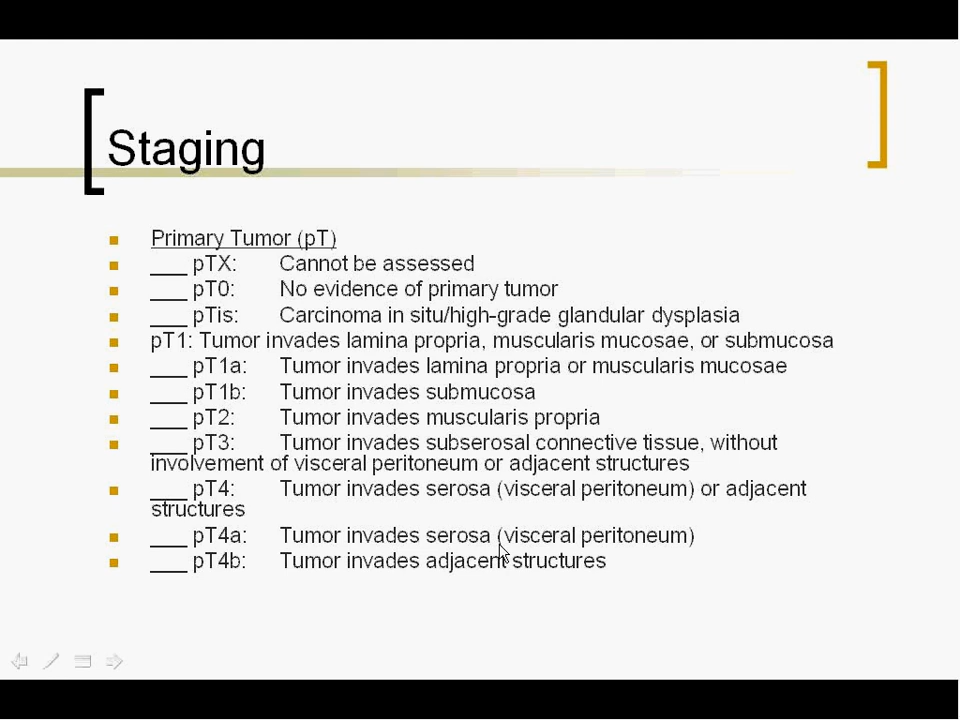 Staging
Primary Tumor (pT)
___ pTX: Cannot be assessed
___ pT0: No evidence of primary tumor
___ pTis: Carcinoma in situ/high-grade glandular dysplasia
pT1: Tumor invades lamina propria, muscularis mucosae, or submucosa
___ pT1a: Tumor invades lamina propria or muscularis mucosae
___ pT1b: Tumor invades submucosa
___ pT2: Tumor invades muscularis propria
___ pT3: Tumor invades subserosal connective tissue, without
involvement of visceral peritoneum or adjacent structures
___ pT4: Tumor invades serosa (visceral peritoneum) or adjacent
structures
___ pT4a: Tumor invades serosa (visceral peritoneum)
___ pT4b: Tumor invades adjacent structures